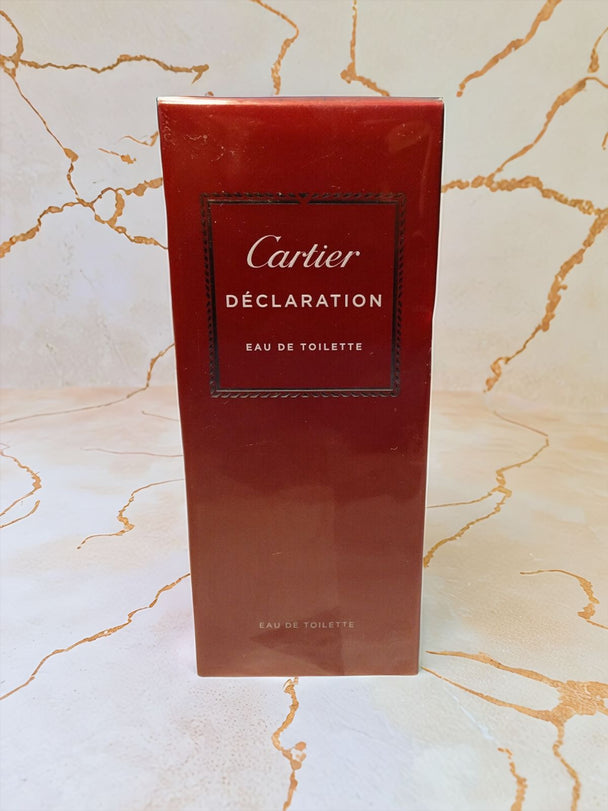 Cartier
DÉCLARATION
EAU DE TOILETTE
EAU DE TOILETTE